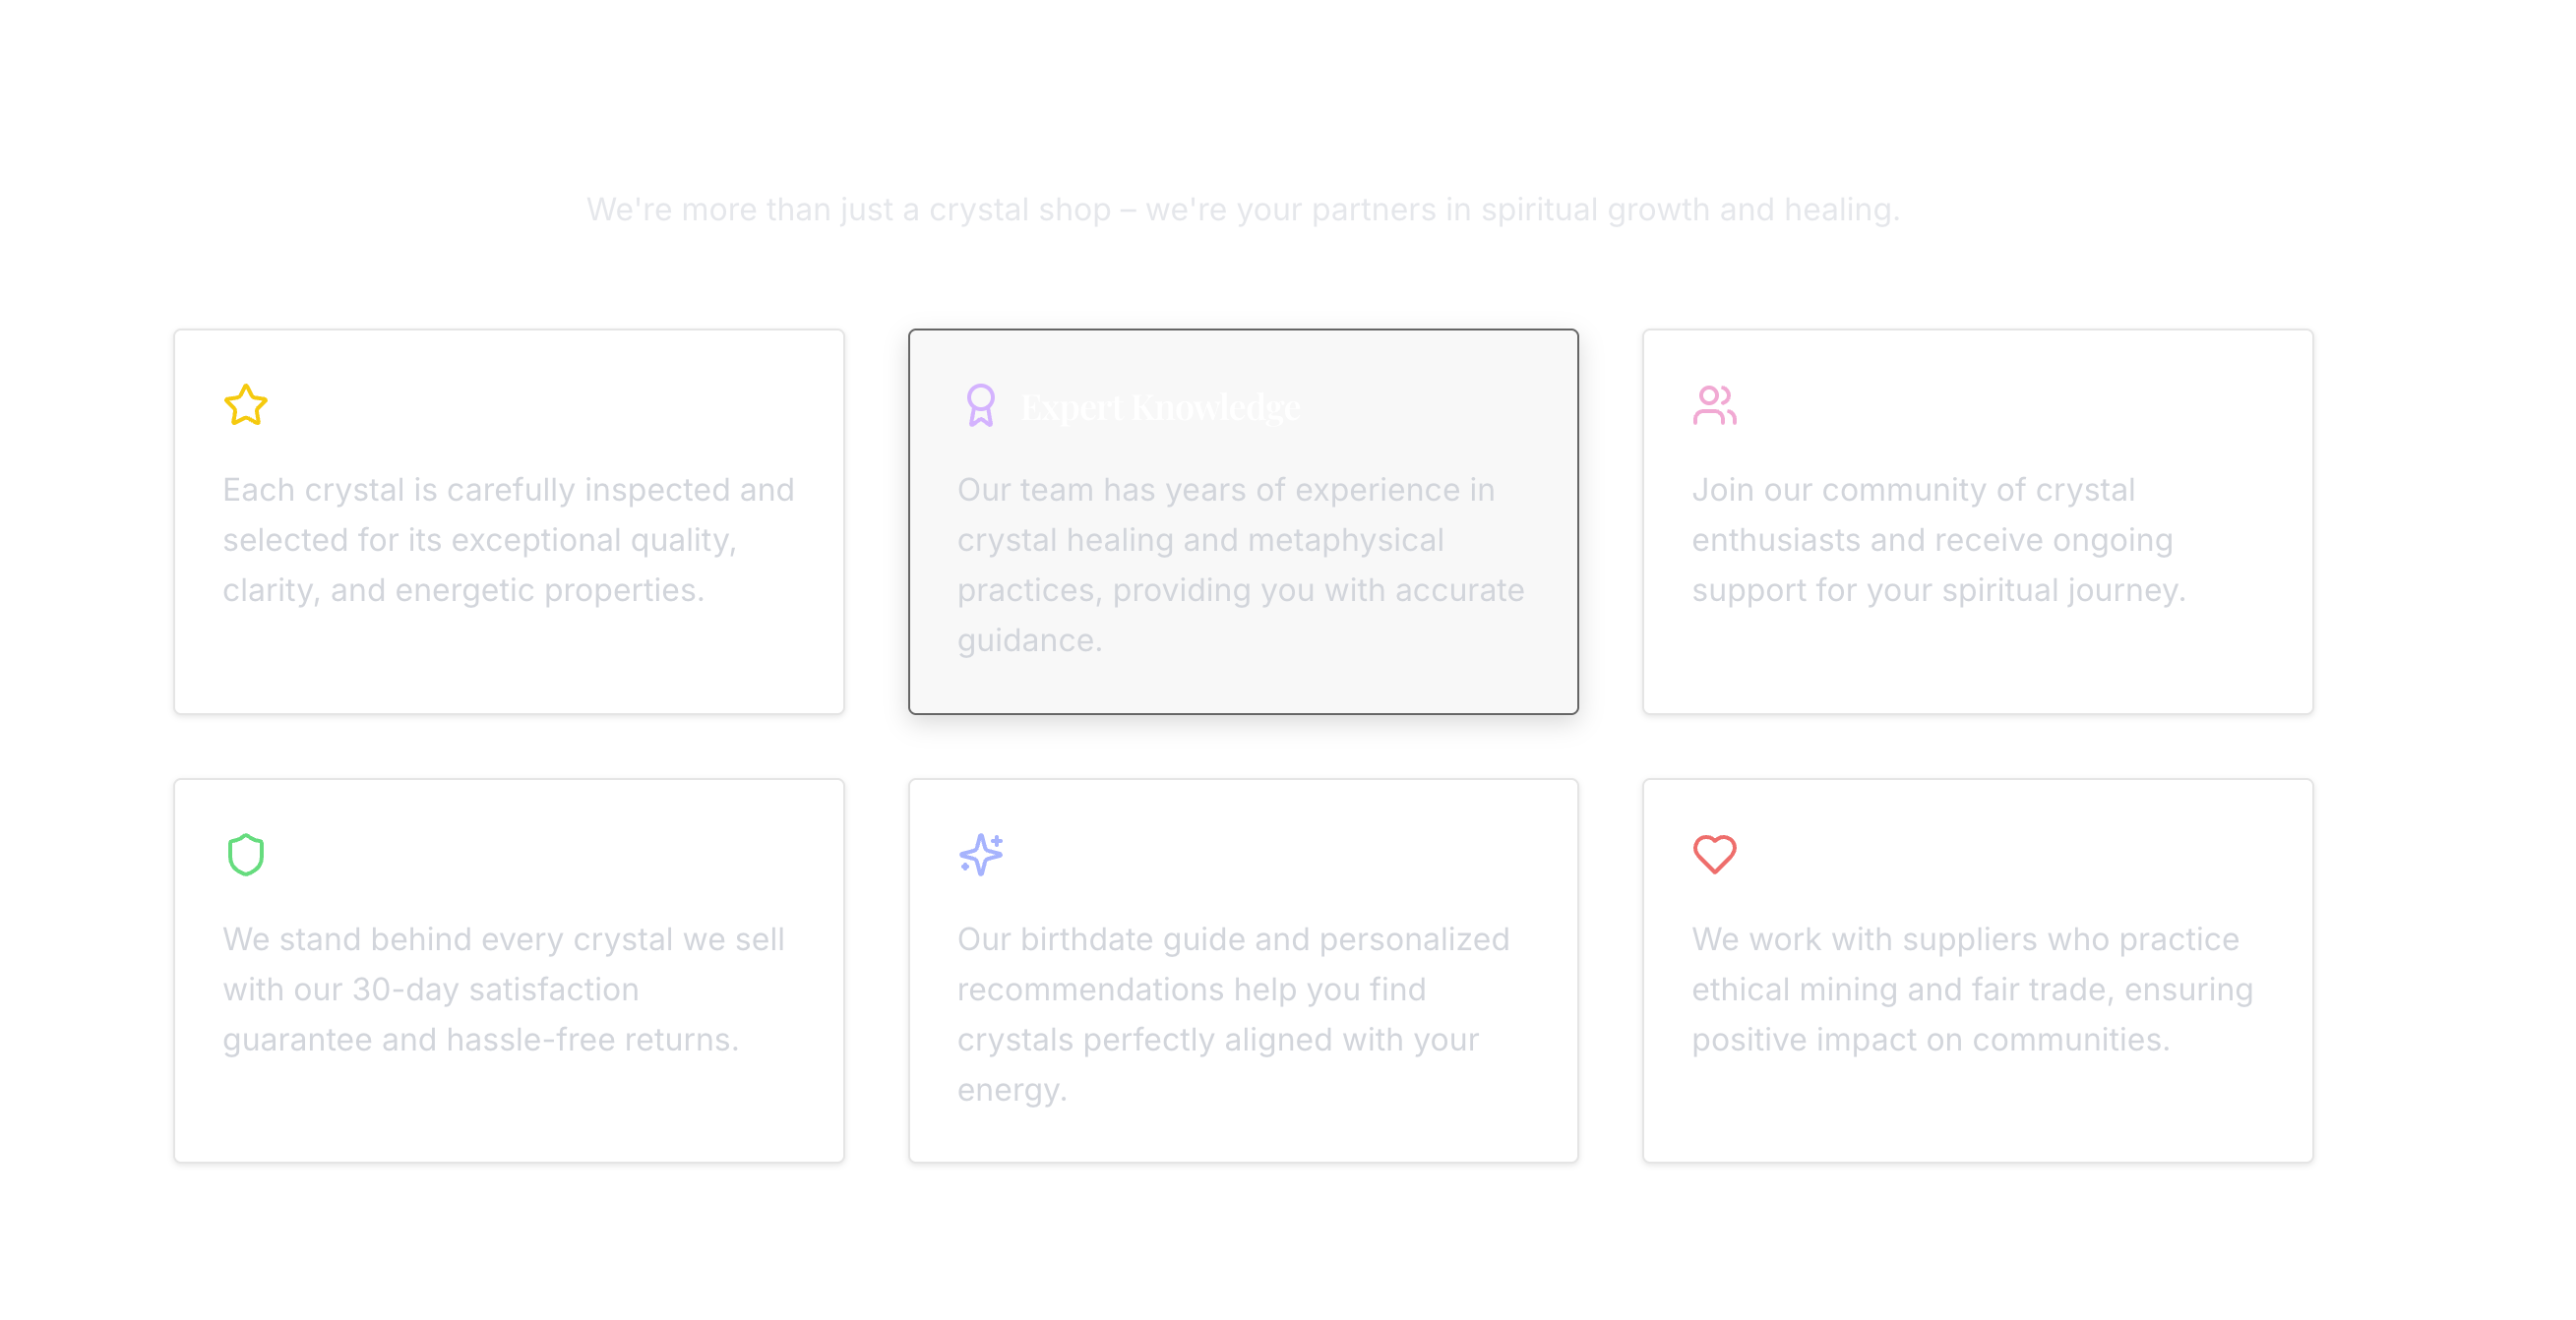 We're more than just a crystal shop – we're your partners in spiritual growth and healing.
Each crystal is carefully inspected and
selected for its exceptional quality,
clarity, and energetic properties.
Expert Knowledge
Our team has years of experience in
crystal healing and metaphysical
practices, providing you with accurate
guidance.
Join our community of crystal
enthusiasts and receive ongoing
support for your spiritual journey.
We stand behind every crystal we sell
with our 30-day satisfaction
guarantee and hassle-free returns.
Our birthdate guide and personalized
recommendations help you find
crystals perfectly aligned with your
energy.
We work with suppliers who practice
ethical mining and fair trade, ensuring
positive impact on communities.